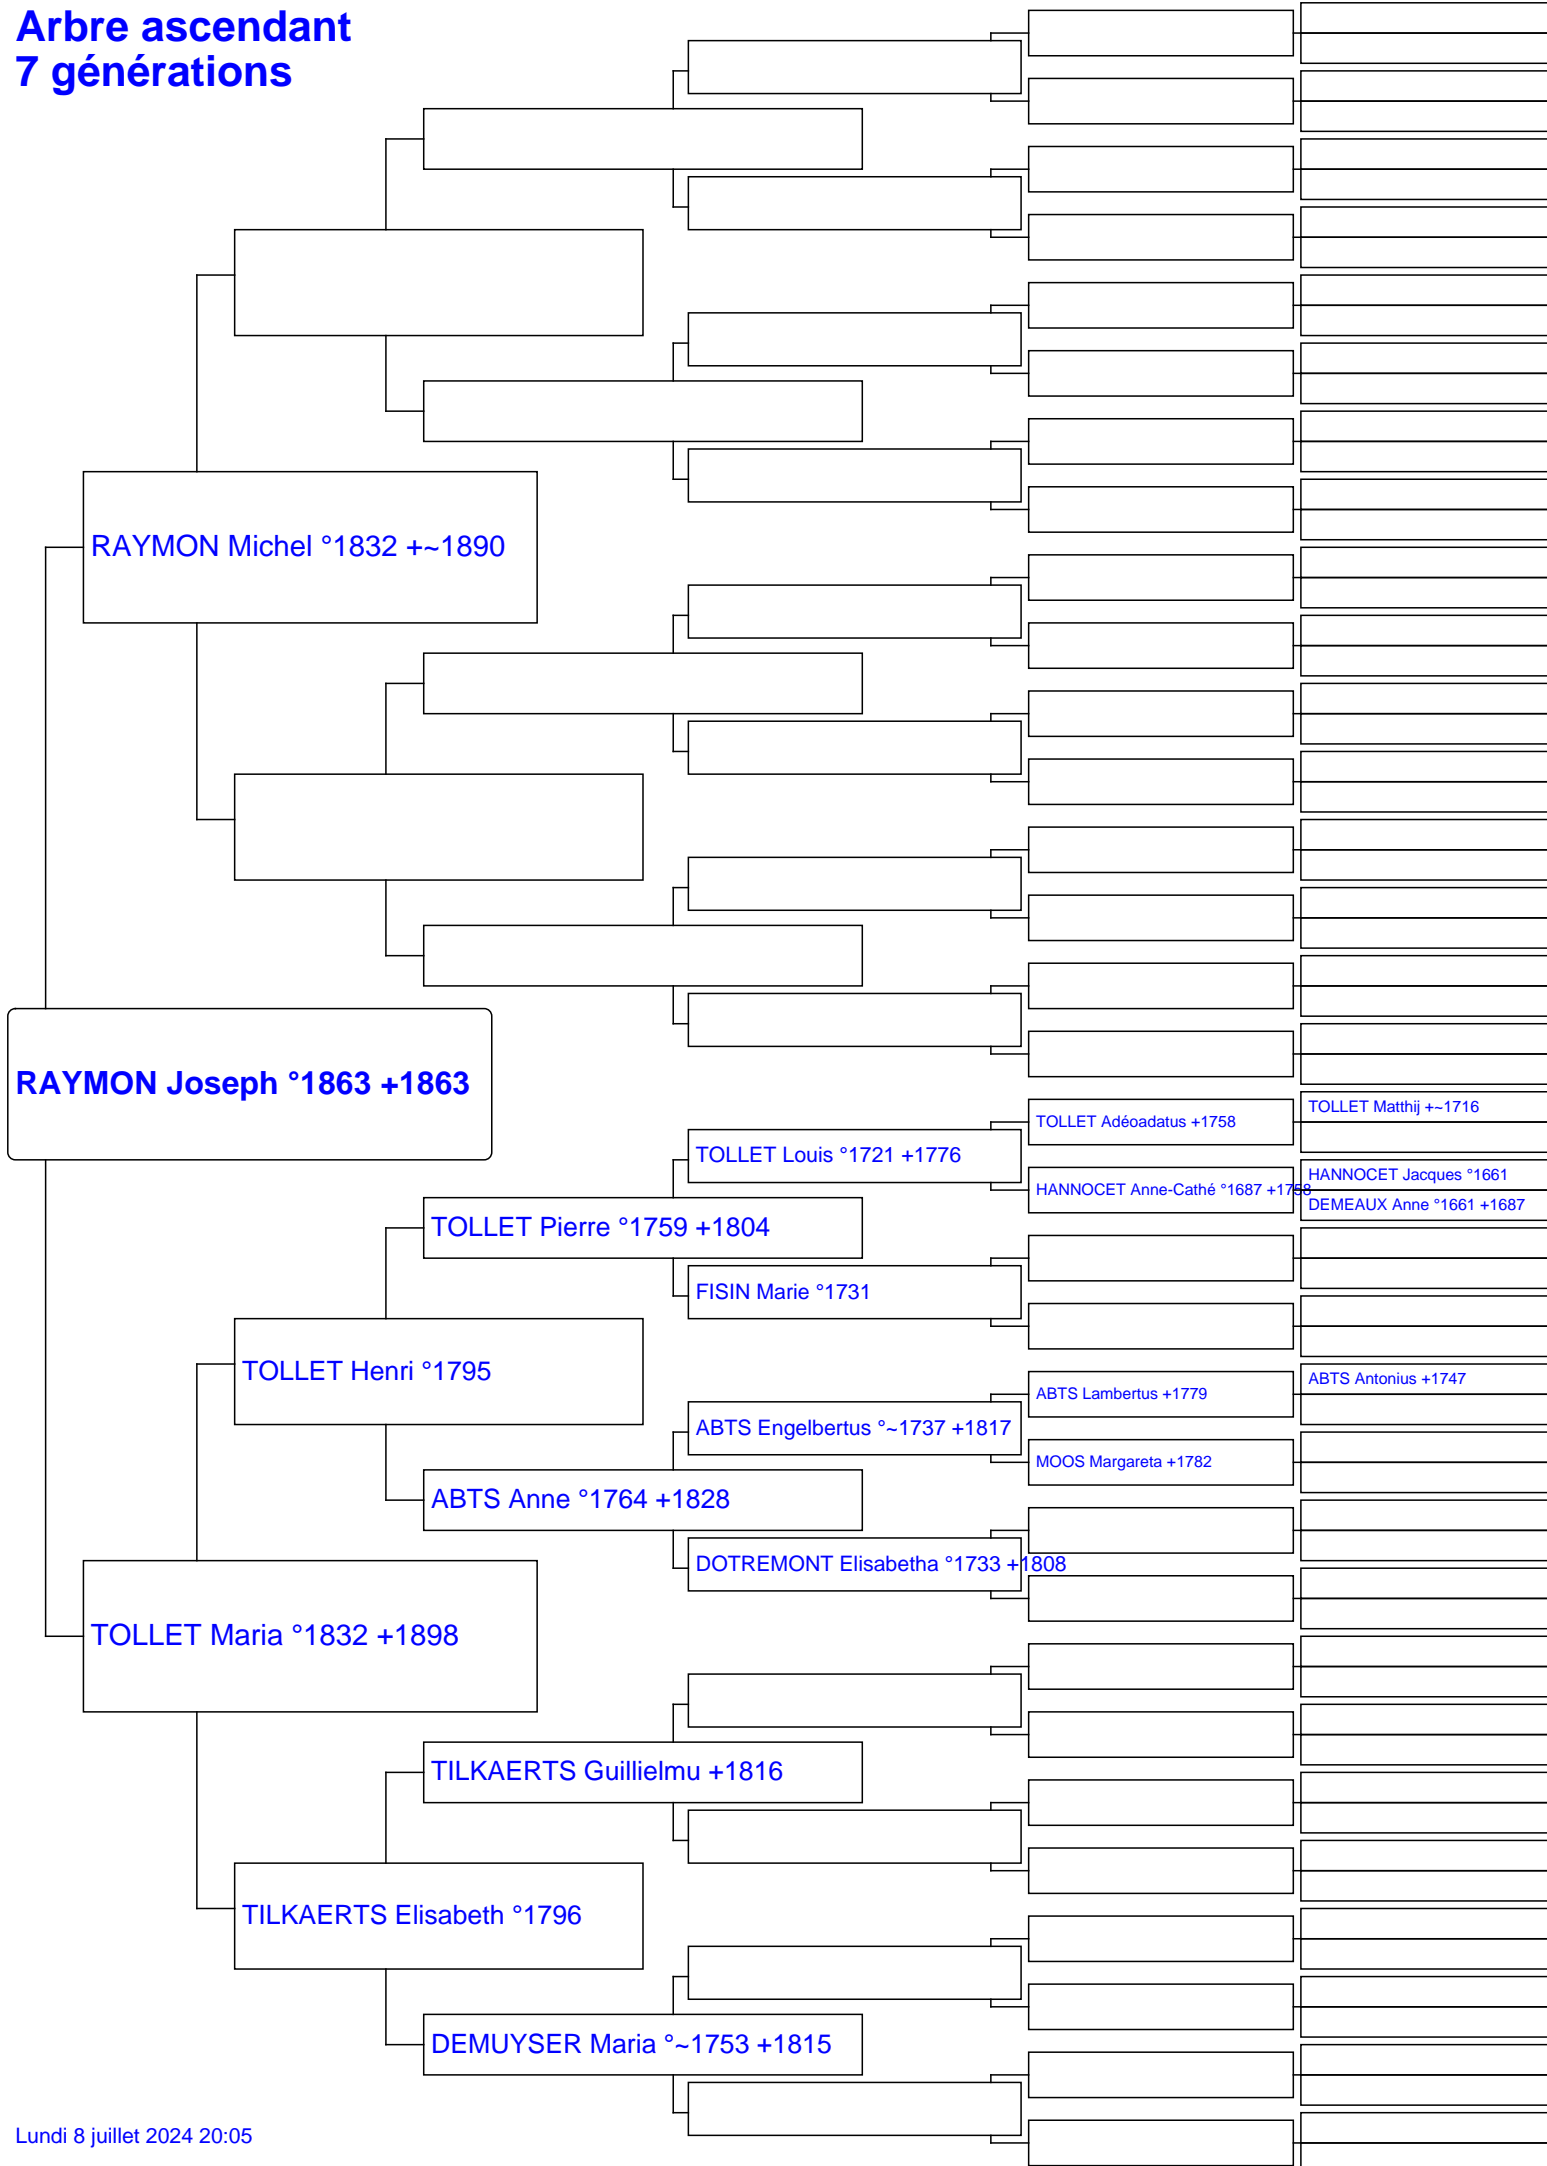 Arbre ascendant
7 générations
RAYMON Michel °1832 +~1890
RAYMON Joseph °1863 +1863
TOLLET Matthij +~1716
TOLLET Adéoadatus +1758
TOLLET Louis °1721 +1776
HANNOCET Jacques °1661
HANNOCET Anne-Cathé °1687 +1758
DEMEAUX Anne °1661 +1687
TOLLET Pierre °1759 +1804
FISIN Marie °1731
TOLLET Henri °1795
ABTS Antonius +1747
ABTS Lambertus +1779
ABTS Engelbertus °~1737 +1817
MOOS Margareta +1782
ABTS Anne °1764 +1828
DOTREMONT Elisabetha °1733 +1808
TOLLET Maria °1832 +1898
TILKAERTS Guillielmu +1816
TILKAERTS Elisabeth °1796
DEMUYSER Maria °~1753 +1815
Lundi 8 juillet 2024 20:05